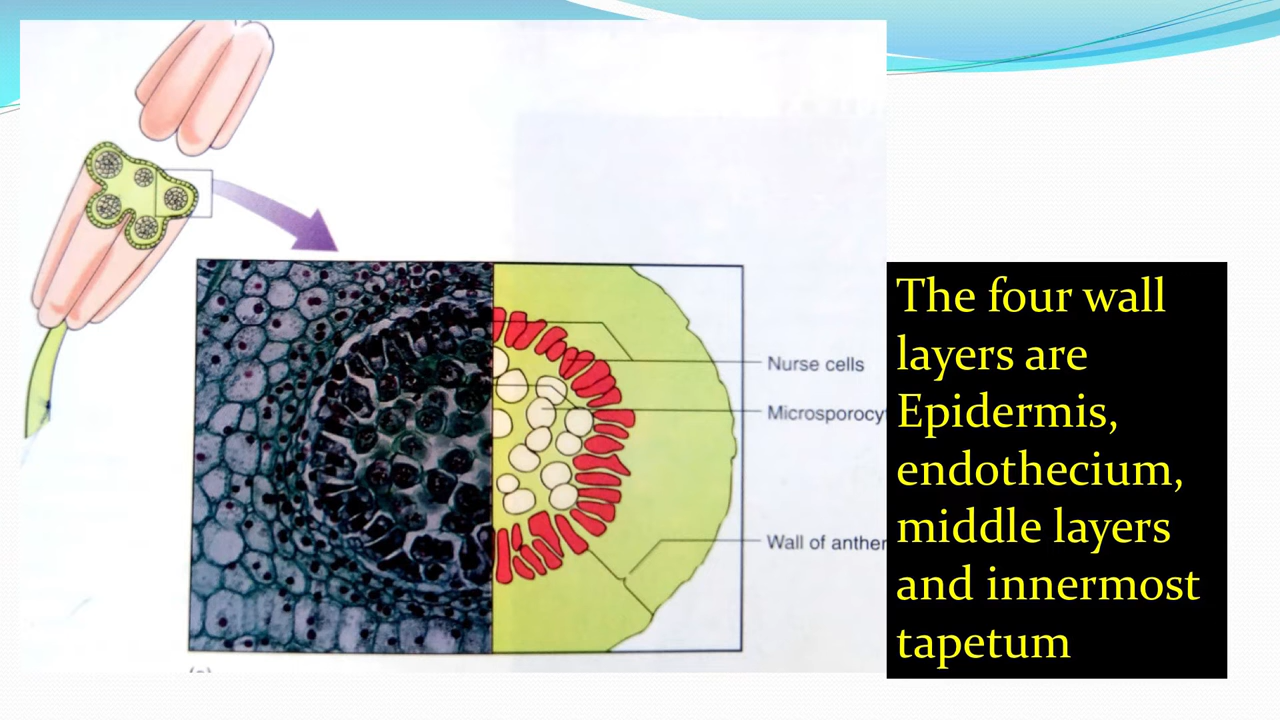 Nurse cells
Microsporocy
Wall of anther
The four wall
layers are
Epidermis,
endothecium,
middle layers
and innermost
tapetum